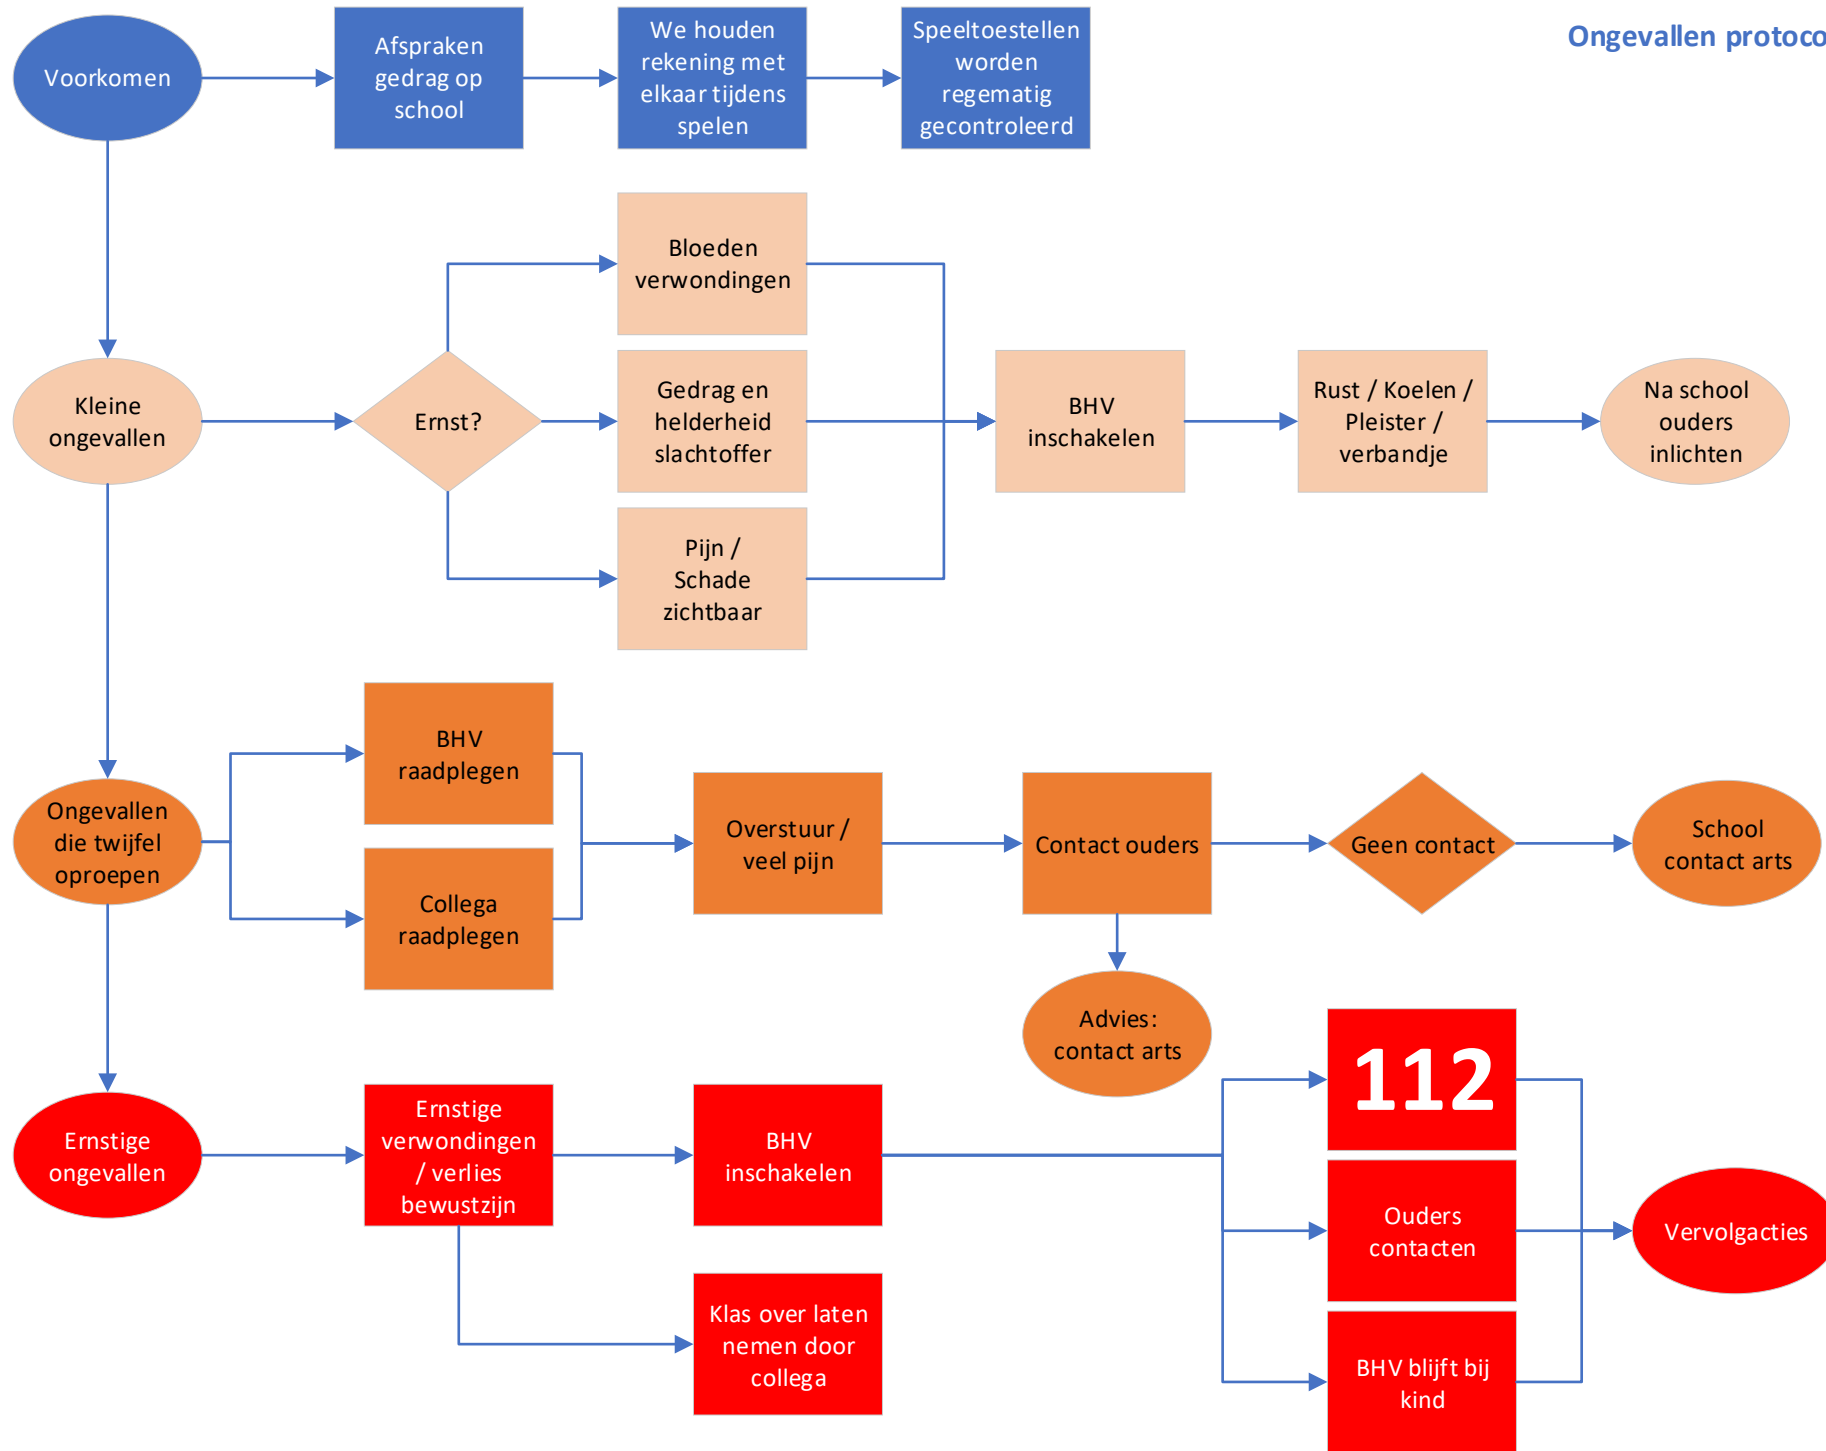 Ongevallen protoco
Voorkomen
Afspraken
gedrag op
school
We houden
rekening met
elkaar tijdens
spelen
Speeltoestellen
worden
regematig
gecontroleerd
Kleine
ongevallen
Ernst?
Bloeden
verwondingen
Gedrag en
helderheid
slachtoffer
Pijn /
Schade
zichtbaar
BHV
inschakelen
Rust / Koelen /
Pleister /
verbandje
Na school
ouders
inlichten
Ongevallen
die twijfel
oproepen
BHV
raadplegen
Collega
raadplegen
Overstuur /
veel pijn
Contact ouders
Geen contact
School
contact arts
Advies:
contact arts
Ernstige
ongevallen
Ernstige
verwondingen
/ verlies
bewustzijn
BHV
inschakelen
Klas over laten
nemen door
collega
112
Ouders
contacten
BHV blijft bij
kind
Vervolgacties